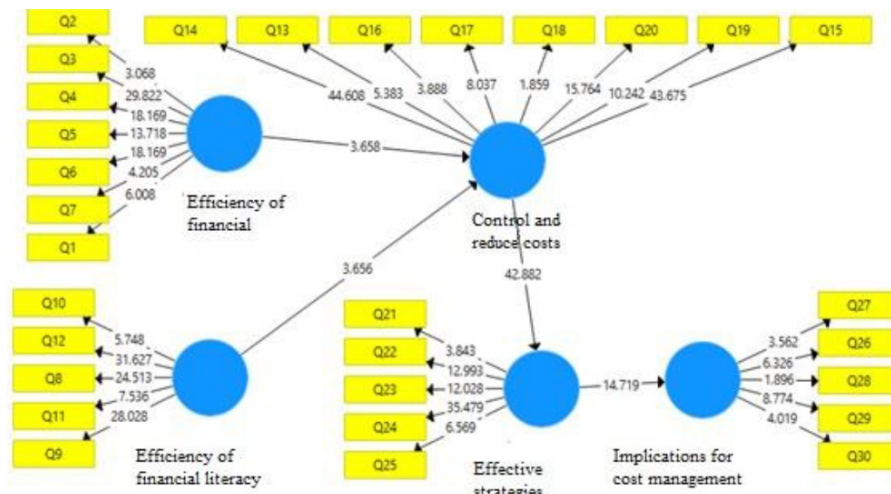 Q2
Q3
Q4
Q5
Q6
Q7
Q1
3.068
29.822
18.169
13.718
18.169
4.205
6.008
Efficiency of
financial
Q14
Q13
Q16
Q17
Q18
Q20
Q19
Q15
44.608
5.383
3.888
8.037
1.859
15.764
10.242
43.675
3.658
Control and
reduce costs
3.656
42.882
Q10
Q12
Q8
Q11
Q9
5.748
31.627
24.513
7.536
28.028
Efficiency of
financial literacy
Q21
Q22
Q23
Q24
Q25
3.843
12.993
12.028
35.479
6.569
Effective
strategies
14.719
Implications for
cost management
3.562
6.326
1.896
8.774
4.019
Q27
Q26
Q28
Q29
Q30